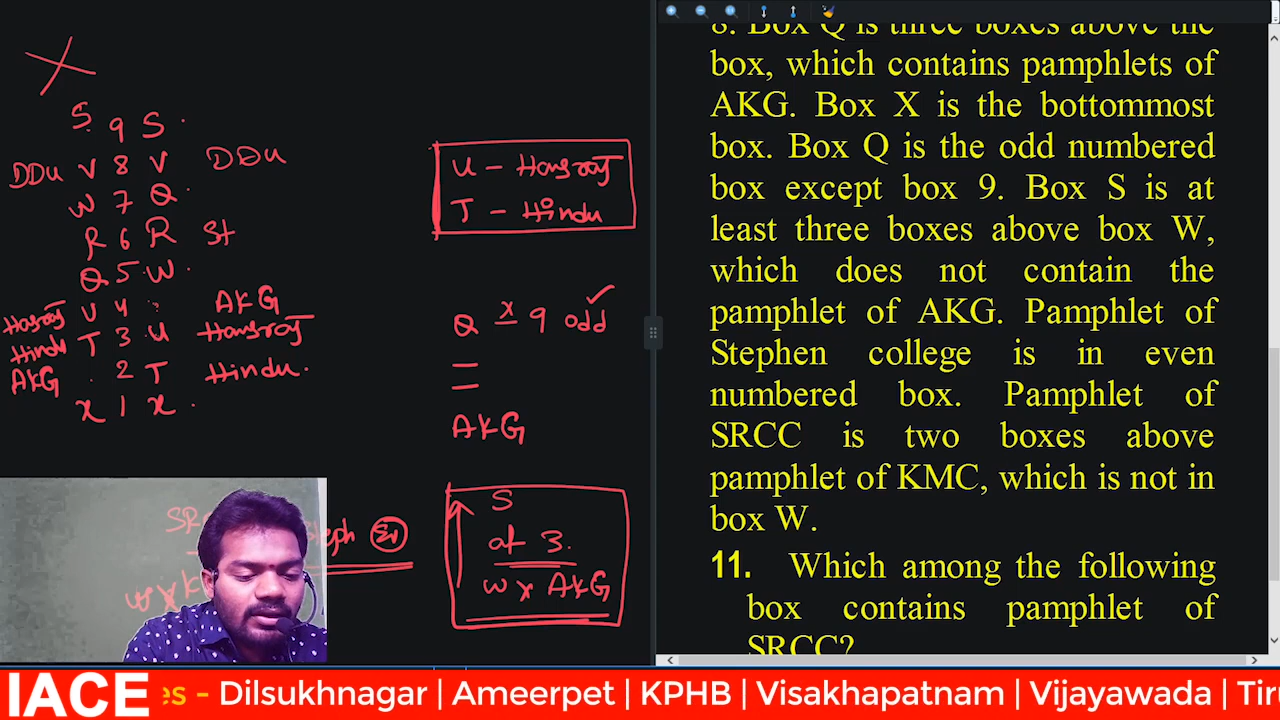 S 9 S
DDU V 8 V DDU
W 7 Q
R 6 R St
Q 5 W
Hansraj U 4 AKG
Hindu T 3 U Hansraj
AKG 2 T Hindu.
X 1 X
U - Hansraj
T - Hindu
Q x 9 odd
AKG
S
at 3.
W x AKG
8. Box Q is three boxes above the
box, which contains pamphlets of
AKG. Box X is the bottommost
box. Box Q is the odd numbered
box except box 9. Box S is at
least three boxes above box W,
which does not contain the
pamphlet of AKG. Pamphlet of
Stephen college is in even
numbered box. Pamphlet of
SRCC is two boxes above
pamphlet of KMC, which is not in
box W.
11. Which among the following
box contains pamphlet of
SRCC?
IACE es - Dilsukhnagar | Ameerpet | KPHB | Visakhapatnam | Vijayawada | Tir